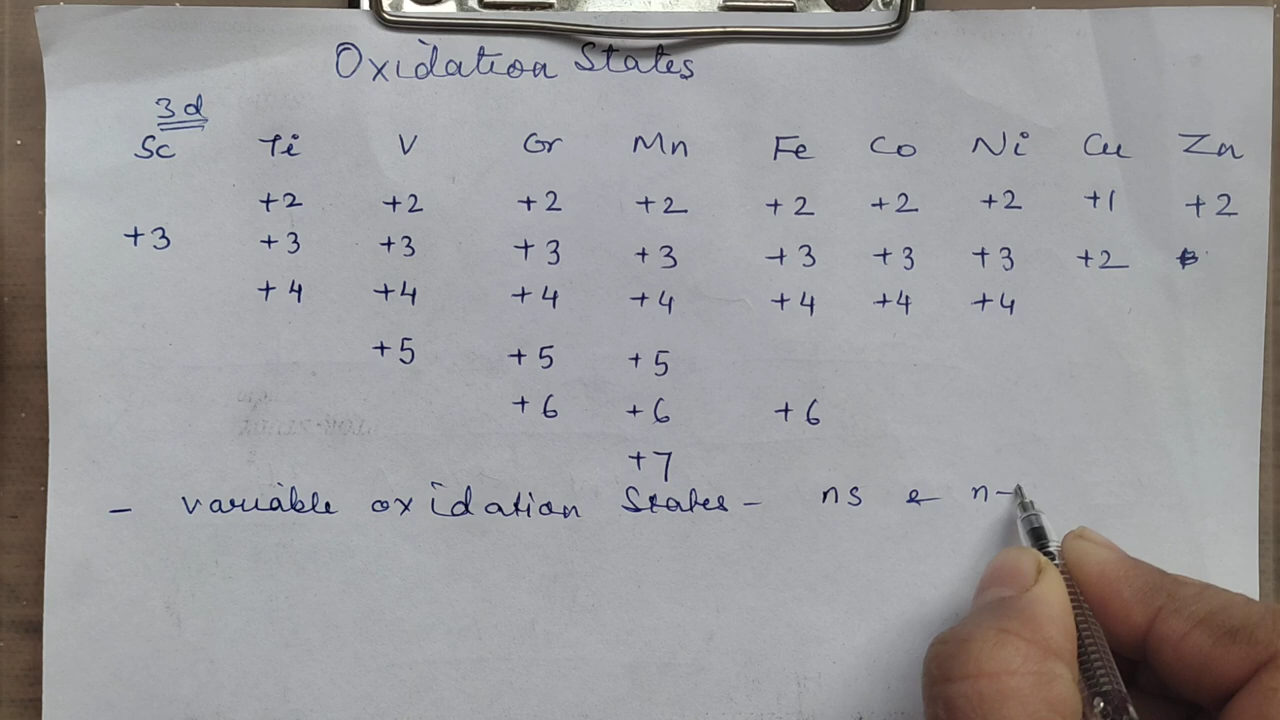 Oxidation States
3d
Sc Ti V Cr Mn Fe Co Ni Cu Zn
+2 +2 +2 +2 +2 +2 +2 +1 +2
+3 +3 +3 +3 +3 +3 +3 +3 +2
+4 +4 +4 +4 +4 +4 +4
+5 +5 +5
+6 +6 +6
+7
- variable oxidation States - ns e n-